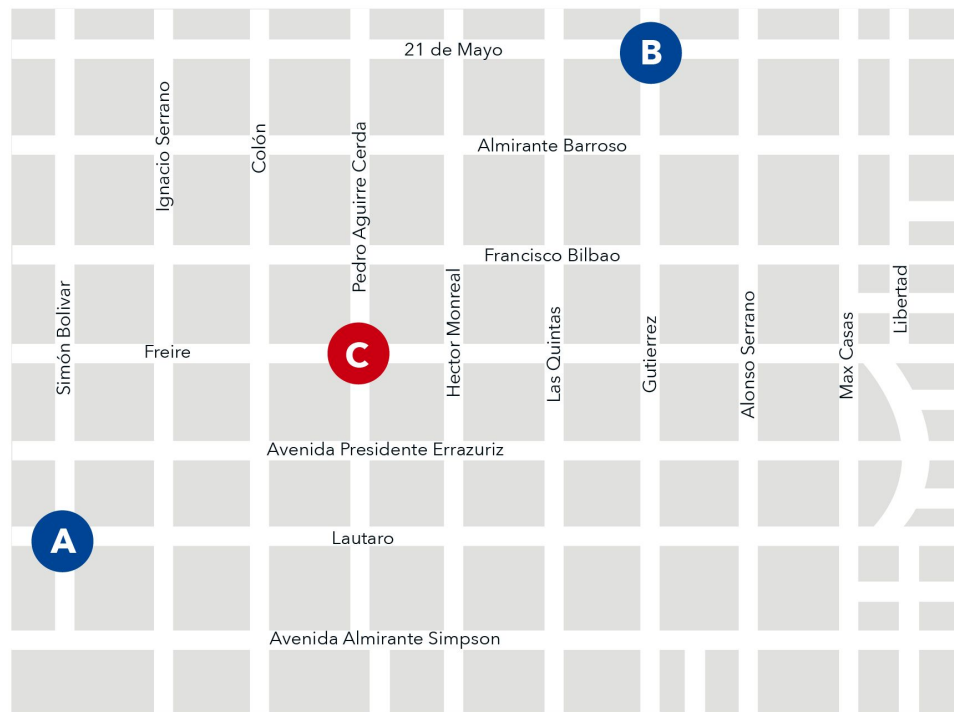 21 de Mayo
B
Ignacio Serrano
Colón
Pedro Aguirre Cerda
Almirante Barroso
Francisco Bilbao
Simón Bolivar
Freire
C
Hector Monreal
Las Quintas
Gutierrez
Alonso Serrano
Max Casas
Libertad
Avenida Presidente Errazuriz
A
Lautaro
Avenida Almirante Simpson